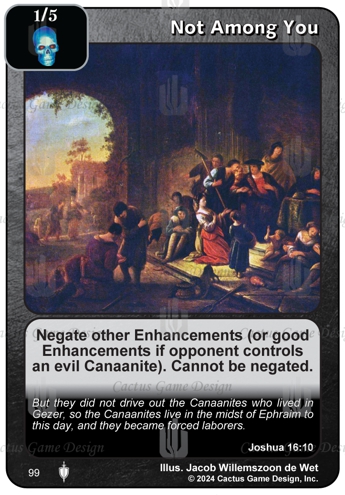 1/5
Not Among You
Negate other Enhancements (or good
Enhancements if opponent controls
an evil Canaanite). Cannot be negated.
Cactus Game Design
But they did not drive out the Canaanites who lived in
Gezer, so the Canaanites live in the midst of Ephraim to
this day, and they became forced laborers.
Joshua 16:10
99
Illus. Jacob Willemszoon de Wet
© 2024 Cactus Game Design, Inc.